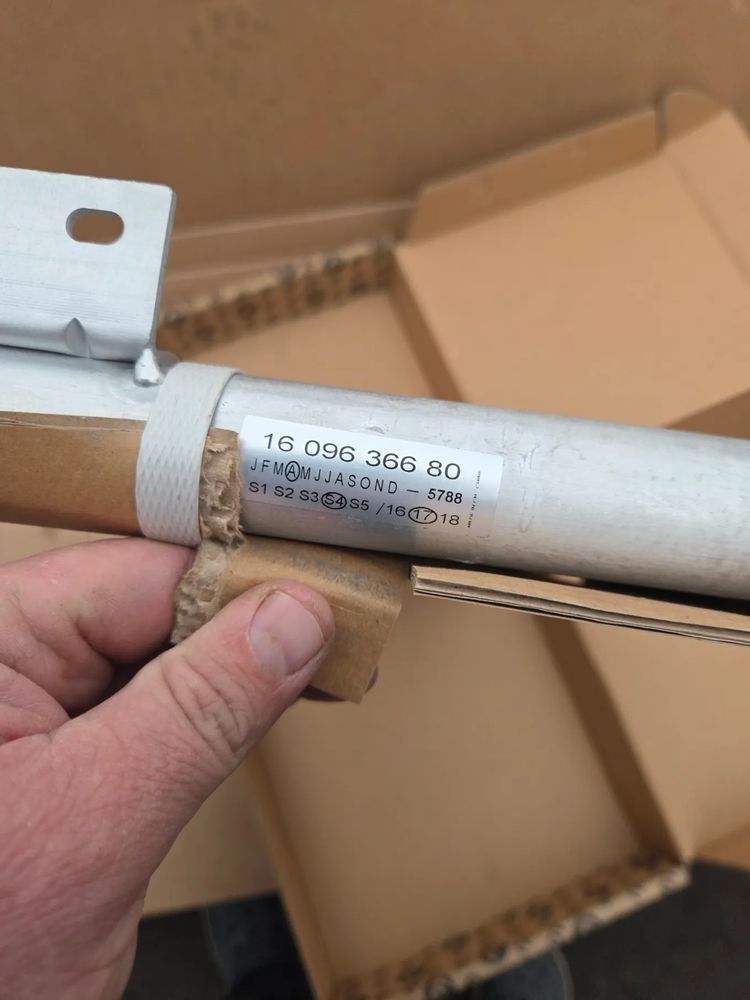 16 096 366 80
JFMAMJJASOND - 5788
S1 S2 S3 S4 S5 /16 17 18